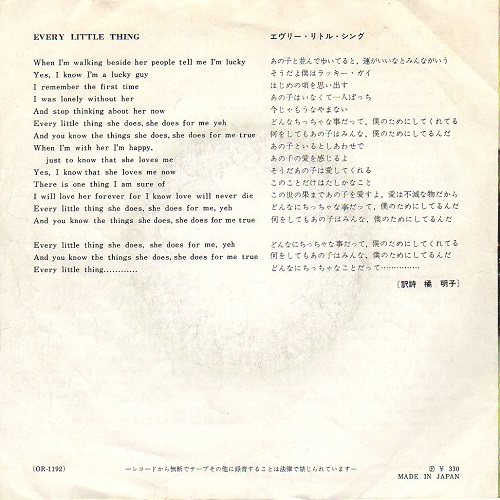 EVERY LITTLE THING
When I'm walking beside her people tell me I'm lucky
Yes, I know I'm a lucky guy
I remember the first time
I was lonely without her
And stop thinking about her now
Every little thing she does, she does for me yeh
And you know the things she does, she does for me true
When I'm with her I'm happy,
just to know that she loves me
Yes, I know that she loves me now
There is one thing I am sure of
I will love her forever for I know love will never die
Every little thing she does, she does for me, yeh
And you know the things she does, she does for me true
Every little thing she does, she does for me, yeh
And you know the things she does, she does for me true
Every little thing............
エヴリー・リトル・シング
あの子と並んで歩いてると、運がいいなとみんながいう
そうだよ僕はラッキー・ガイ
はじめの頃を思い出す
あの子はいなくて一人ぼっち
今じゃもうなやまない
どんなちっちゃな事だって、僕のためにしてくれてる
何をしてもあの子はみんな、僕のためにしてるんだ
あの子といるとしあわせで
あの子の愛を感じるよ
そうだあの子は愛してくれる
このことだけはたしかなこと
この世の果まであの子を愛すよ、愛は不滅な物だから
どんなにちっちゃな事だって、僕のためにしてるんだ
何をしてもあの子はみんな、僕のためにしてるんだ
どんなにちっちゃな事だって、僕のためにしてくれてる
何をしてもあの子はみんな、僕のためにしてるんだ
どんなにちっちゃなことだって……………
〔訳詩 橘 明子〕
(OR-1192)
―レコードから無断でテープその他に録音することは法律で禁じられています―
Ⓟ ¥ 330
MADE IN JAPAN